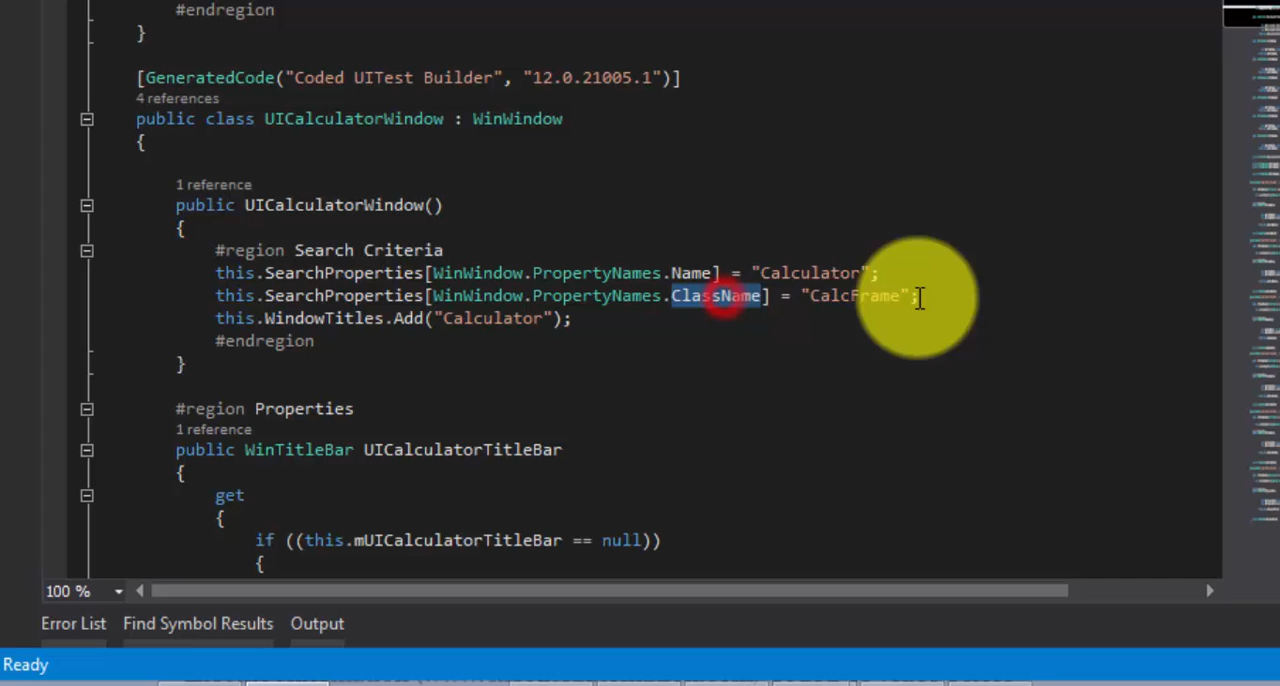 #endregion
}
[GeneratedCode("Coded UITest Builder", "12.0.21005.1")]
4 references
public class UICalculatorWindow : WinWindow
{
1 reference
public UICalculatorWindow()
{
#region Search Criteria
this.SearchProperties[WinWindow.PropertyNames.Name] = "Calculator";
this.SearchProperties[WinWindow.PropertyNames.ClassName] = "CalcFrame";
this.WindowTitles.Add("Calculator");
#endregion
}
#region Properties
1 reference
public WinTitleBar UICalculatorTitleBar
{
get
{
if ((this.mUICalculatorTitleBar == null))
{
100 %
Error List Find Symbol Results Output
Ready